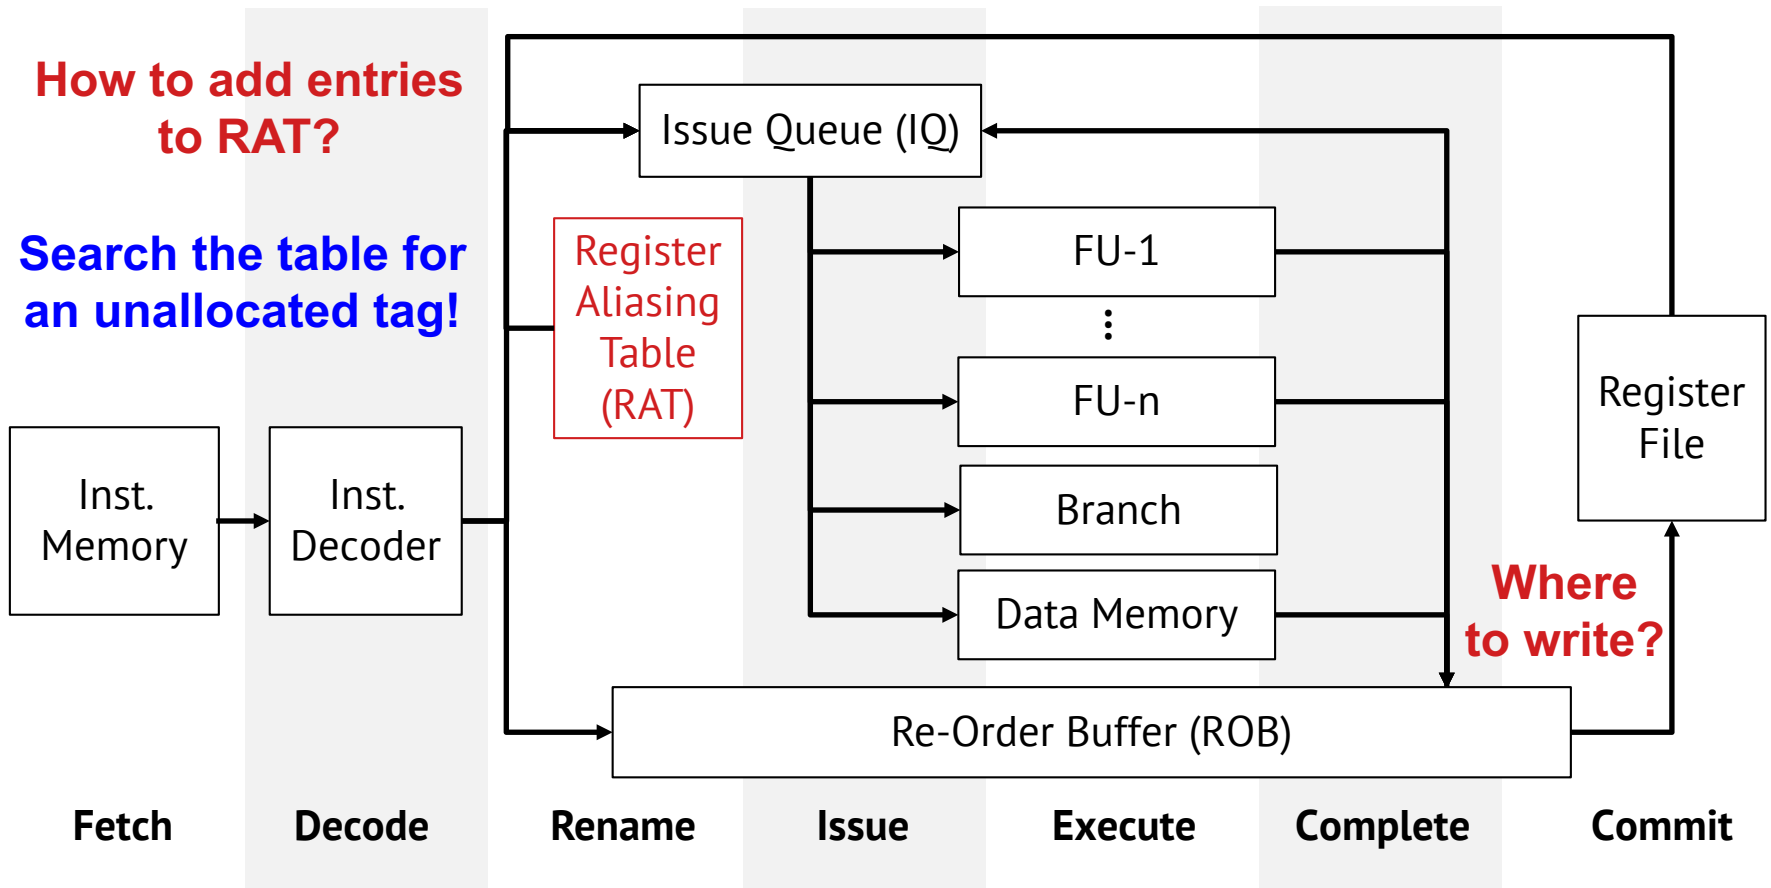 How to add entries
to RAT?
Search the table for
an unallocated tag!
Inst.
Memory
Inst.
Decoder
Issue Queue (IQ)
Register
Aliasing
Table
(RAT)
FU-1
⋮
FU-n
Branch
Data Memory
Re-Order Buffer (ROB)
Register
File
Where
to write?
Fetch
Decode
Rename
Issue
Execute
Complete
Commit